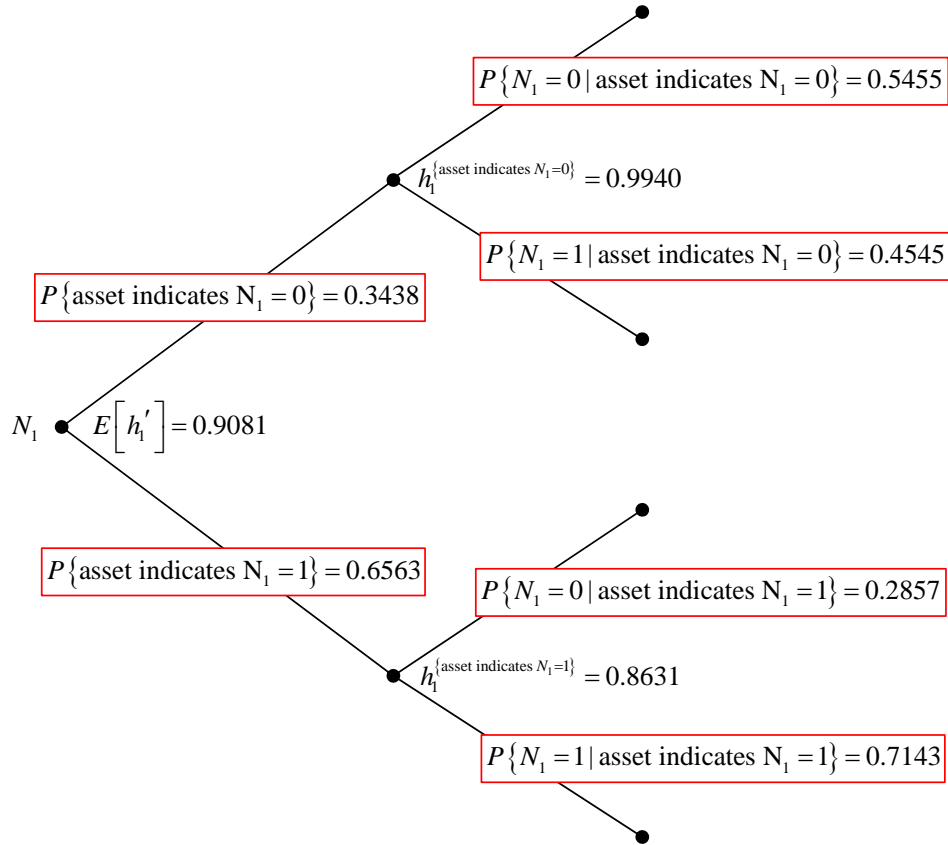 P{N₁ = 0 | asset indicates N₁ = 0} = 0.5455
h₁^{asset indicates N₁=0} = 0.9940
P{N₁ = 1 | asset indicates N₁ = 0} = 0.4545
P{asset indicates N₁ = 0} = 0.3438
N₁ E[h₁′] = 0.9081
P{asset indicates N₁ = 1} = 0.6563
P{N₁ = 0 | asset indicates N₁ = 1} = 0.2857
h₁^{asset indicates N₁=1} = 0.8631
P{N₁ = 1 | asset indicates N₁ = 1} = 0.7143